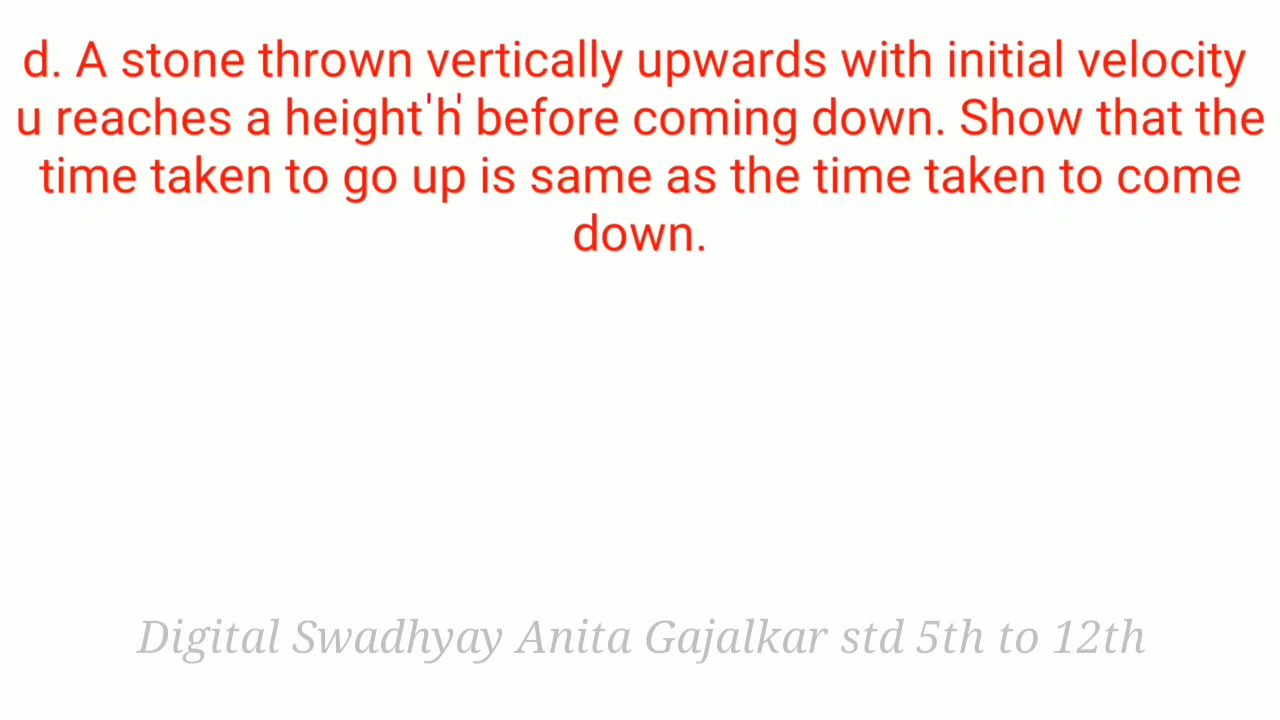 d. A stone thrown vertically upwards with initial velocity
u reaches a height 'h' before coming down. Show that the
time taken to go up is same as the time taken to come
down.
Digital Swadhyay Anita Gajalkar std 5th to 12th